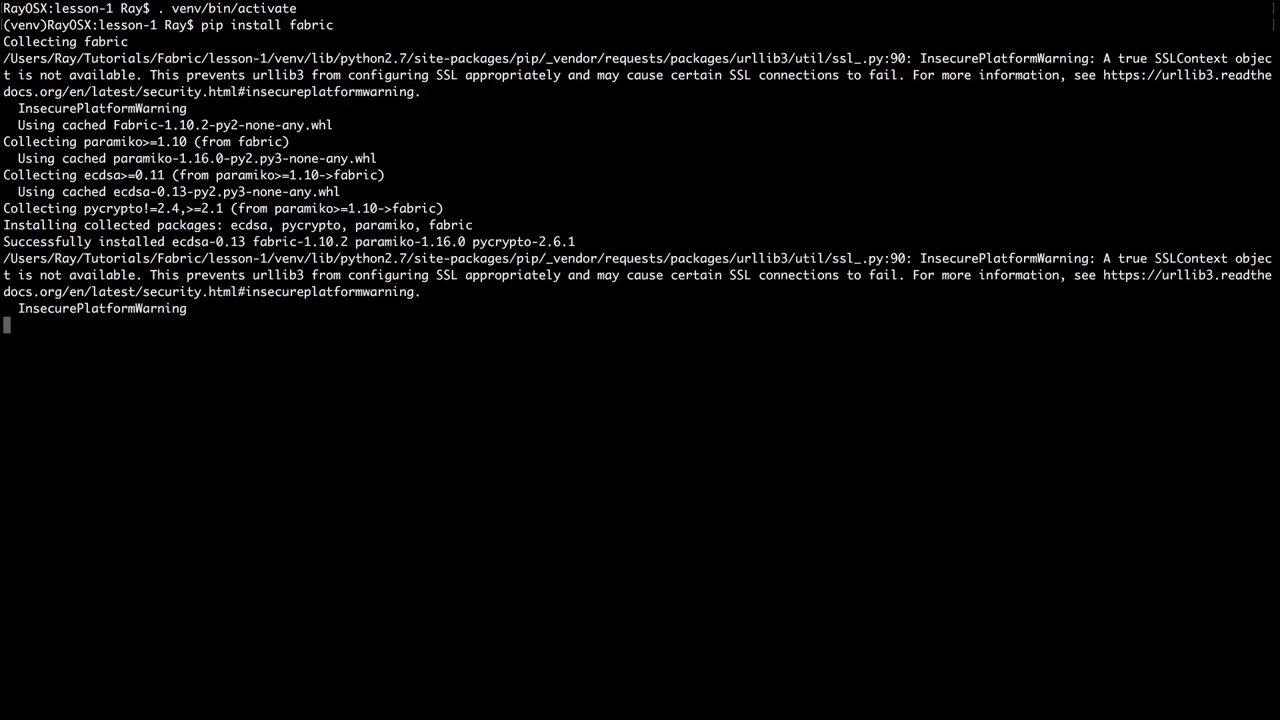 RayOSX:lesson-1 Ray$ . venv/bin/activate
(venv)RayOSX:lesson-1 Ray$ pip install fabric
Collecting fabric
/Users/Ray/Tutorials/Fabric/lesson-1/venv/lib/python2.7/site-packages/pip/_vendor/requests/packages/urllib3/util/ssl_.py:90: InsecurePlatformWarning: A true SSLContext objec
t is not available. This prevents urllib3 from configuring SSL appropriately and may cause certain SSL connections to fail. For more information, see https://urllib3.readthe
docs.org/en/latest/security.html#insecureplatformwarning.
  InsecurePlatformWarning
  Using cached Fabric-1.10.2-py2-none-any.whl
Collecting paramiko>=1.10 (from fabric)
  Using cached paramiko-1.16.0-py2.py3-none-any.whl
Collecting ecdsa>=0.11 (from paramiko>=1.10->fabric)
  Using cached ecdsa-0.13-py2.py3-none-any.whl
Collecting pycrypto!=2.4,>=2.1 (from paramiko>=1.10->fabric)
Installing collected packages: ecdsa, pycrypto, paramiko, fabric
Successfully installed ecdsa-0.13 fabric-1.10.2 paramiko-1.16.0 pycrypto-2.6.1
/Users/Ray/Tutorials/Fabric/lesson-1/venv/lib/python2.7/site-packages/pip/_vendor/requests/packages/urllib3/util/ssl_.py:90: InsecurePlatformWarning: A true SSLContext objec
t is not available. This prevents urllib3 from configuring SSL appropriately and may cause certain SSL connections to fail. For more information, see https://urllib3.readthe
docs.org/en/latest/security.html#insecureplatformwarning.
  InsecurePlatformWarning